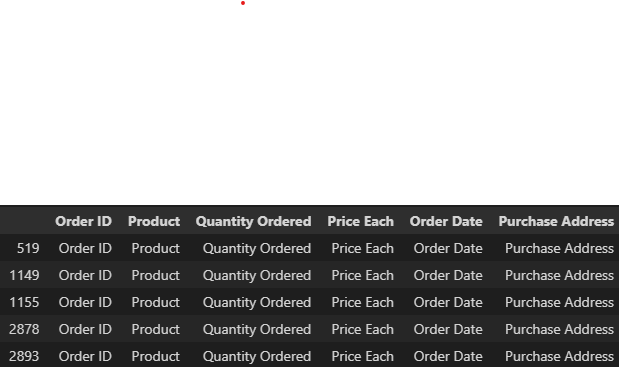 Order ID Product Quantity Ordered Price Each Order Date Purchase Address
519 Order ID Product Quantity Ordered Price Each Order Date Purchase Address
1149 Order ID Product Quantity Ordered Price Each Order Date Purchase Address
1155 Order ID Product Quantity Ordered Price Each Order Date Purchase Address
2878 Order ID Product Quantity Ordered Price Each Order Date Purchase Address
2893 Order ID Product Quantity Ordered Price Each Order Date Purchase Address